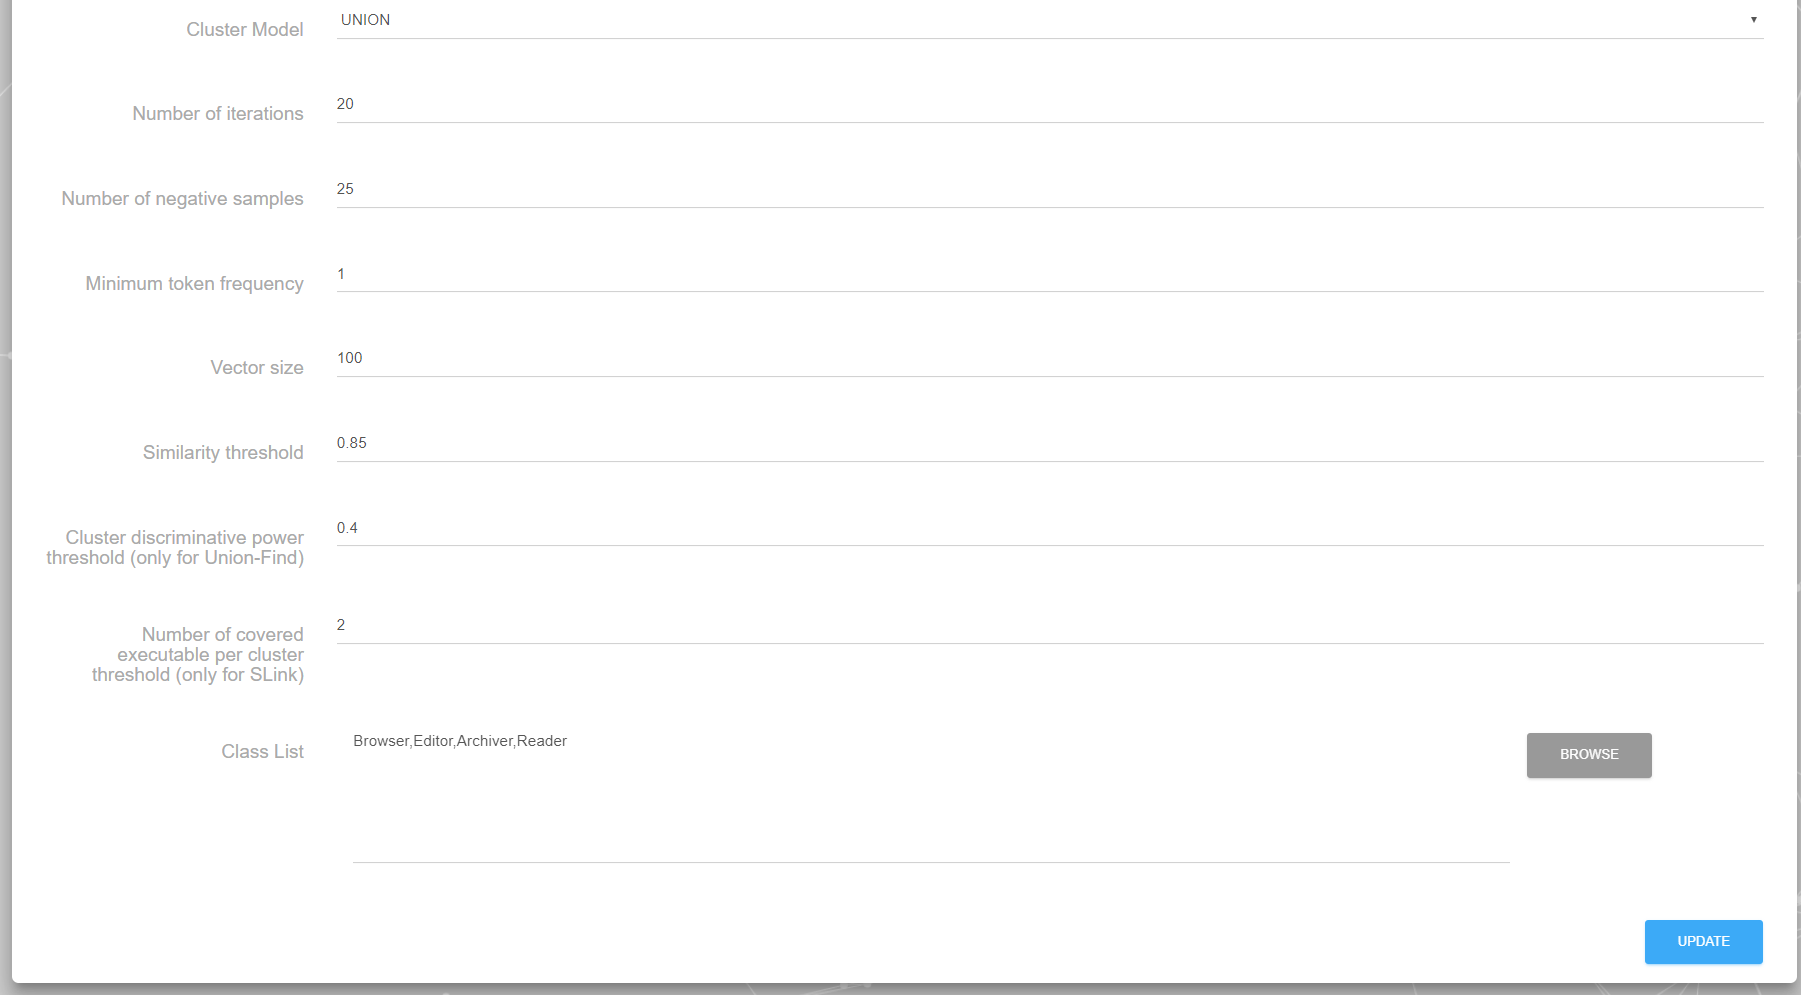 Cluster Model
UNION
Number of iterations
20
Number of negative samples
25
Minimum token frequency
1
Vector size
100
Similarity threshold
0.85
Cluster discriminative power
threshold (only for Union-Find)
0.4
Number of covered
executable per cluster
threshold (only for SLink)
2
Class List
Browser,Editor,Archiver,Reader
BROWSE
UPDATE